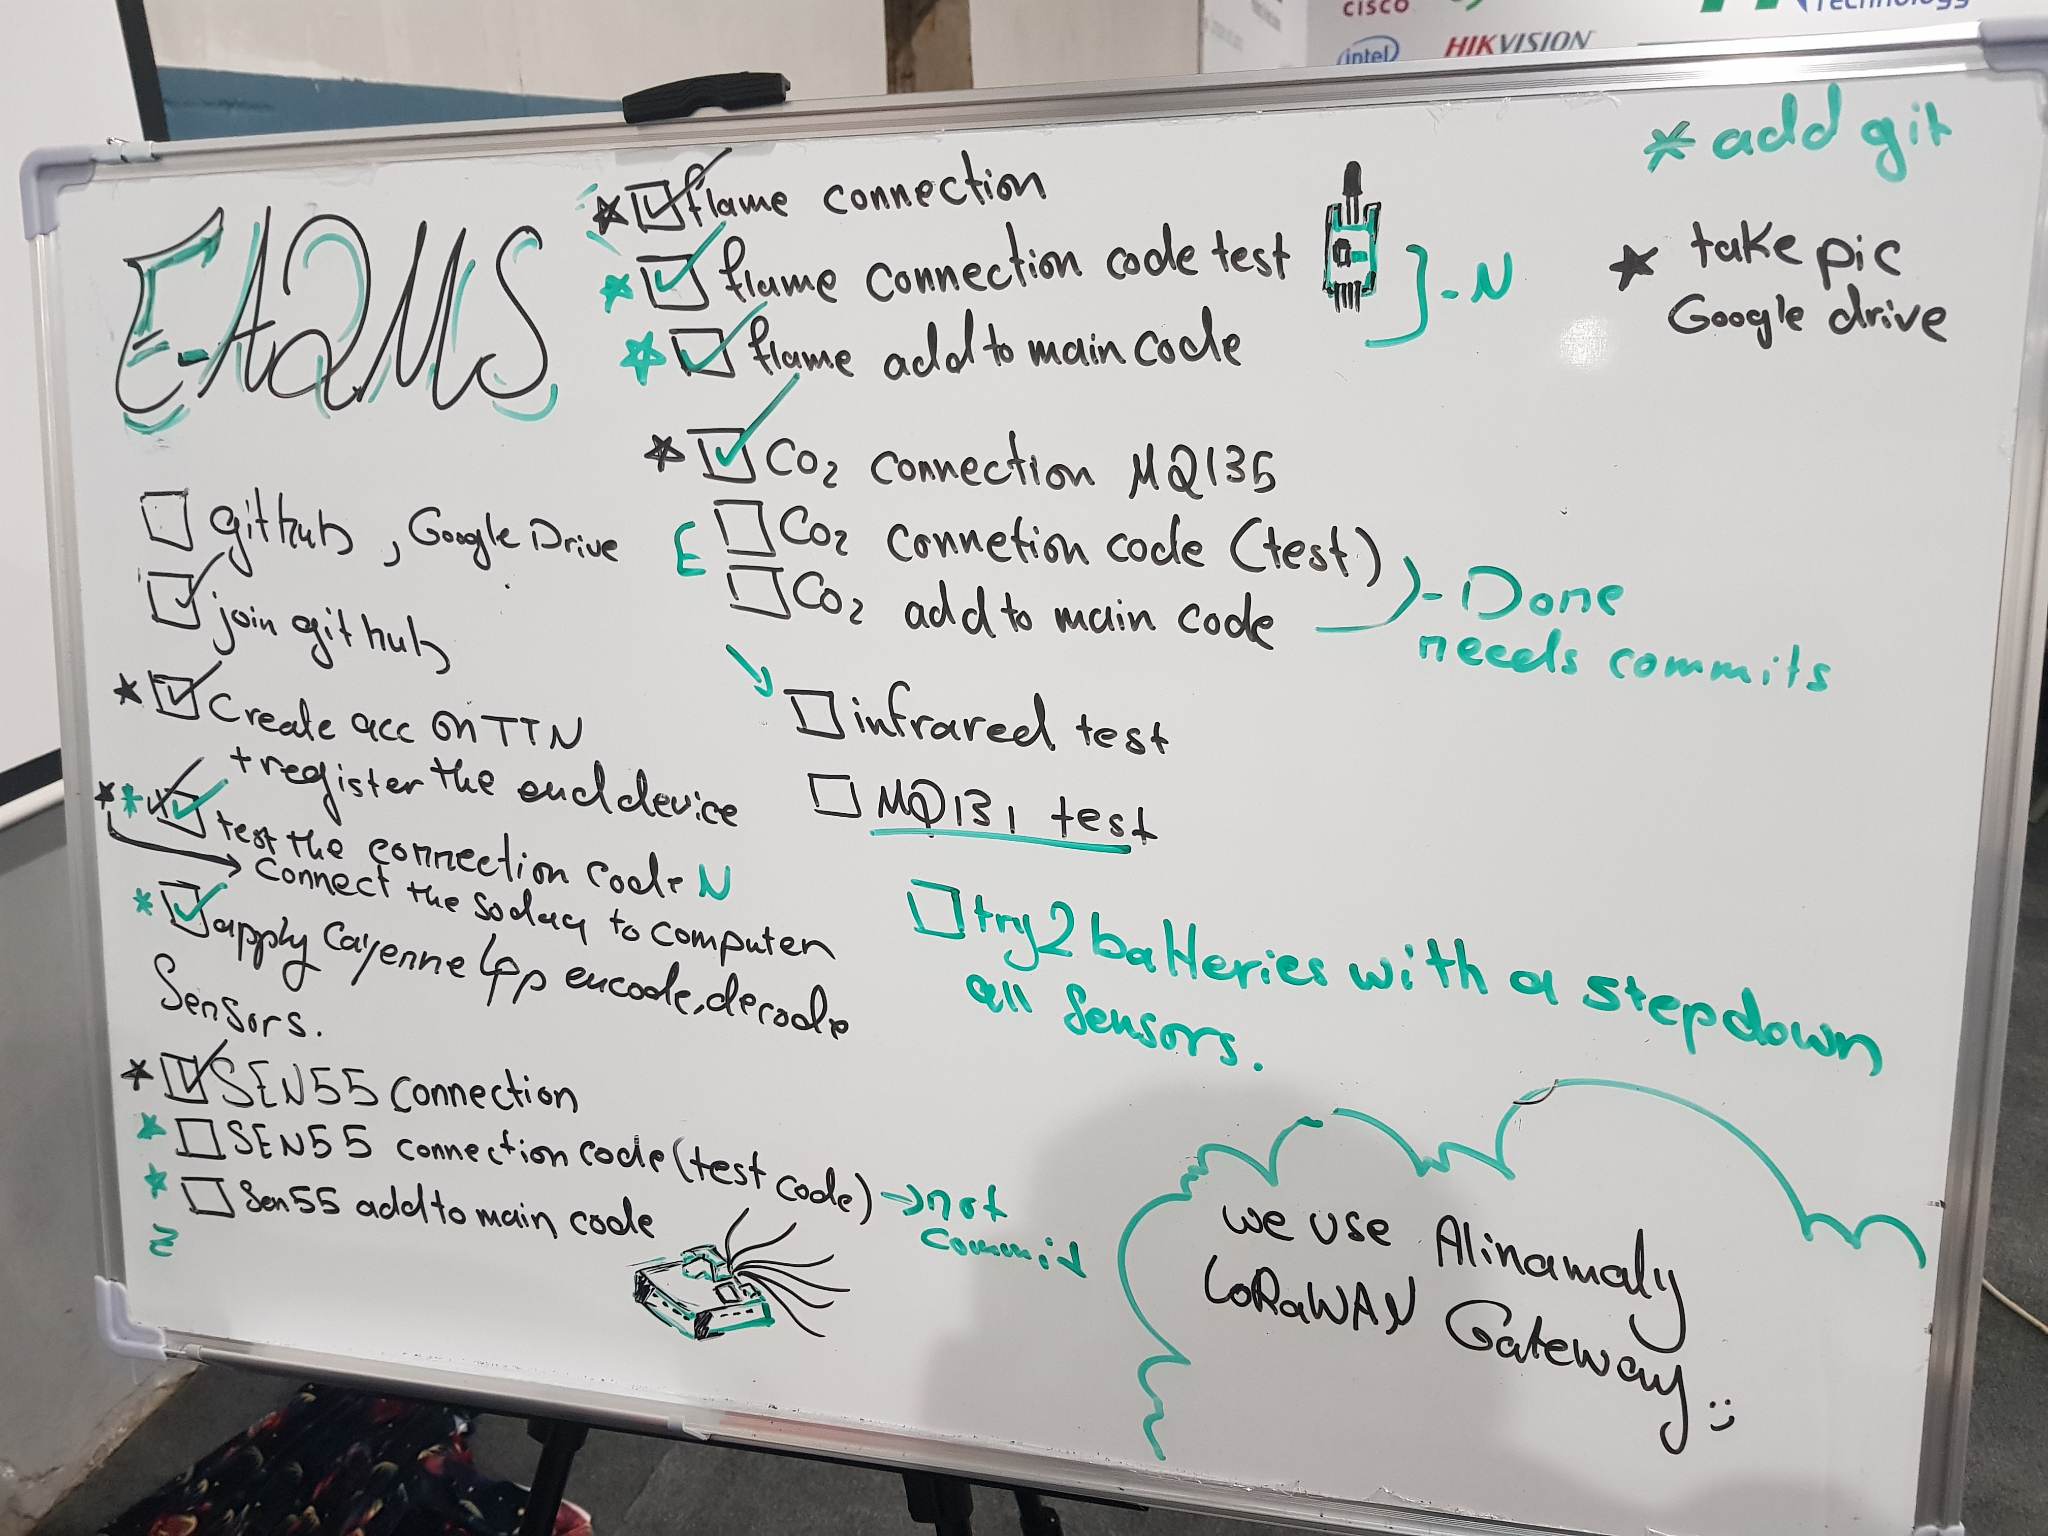 CISCO
intel
HIKVISION
Technology
* add git
★ take pic
Google drive
E-AQMS
☐ github, Google Drive
☑ join github
★ ☑ Create acc on TTN
+ register the end device
★ * ☑ test the connection code N
→ connect the sodaq to computer
* ☑ apply Cayenne Lpp encode, decode
Sensors.
★ ☑ SEN55 connection
★ ☐ SEN55 connection code (test code) → not
commit
★ ☐ Sen55 add to main code
★ ☑ flame connection
★ ☑ flame connection code test
★ ☑ flame add to main code
- N
★ ☑ Co2 connection MQ135
E
☐ Co2 connetion code (test)
☐ Co2 add to main code
- Done
needs commits
☐ infrared test
☐ MQ131 test
☐ try 2 batteries with a stepdown
all sensors.
we use Alinamaly
LoRaWAN Gateway